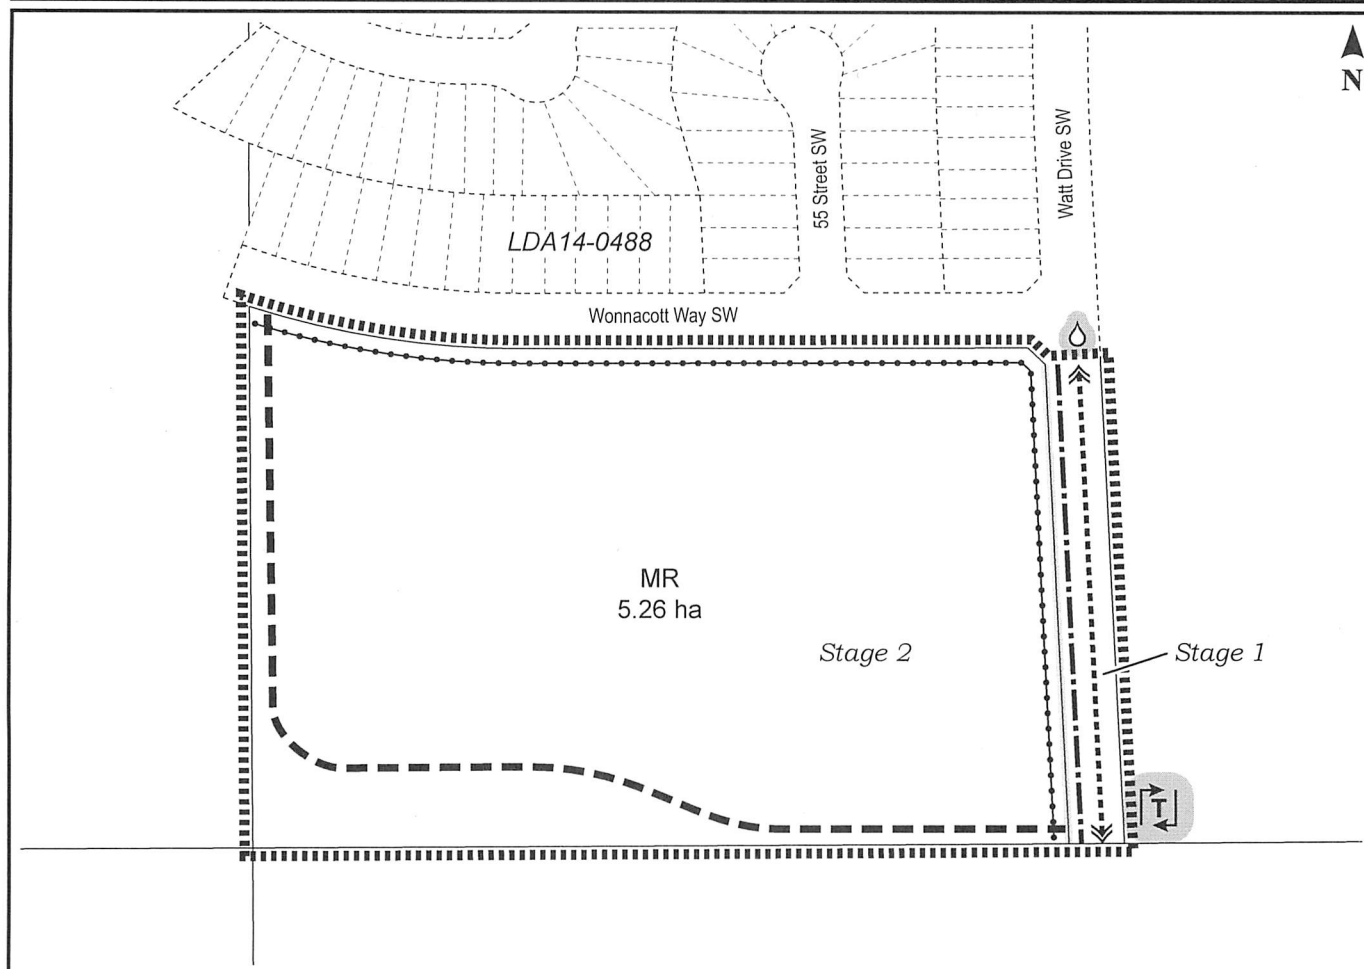 N
55 Street SW
Watt Drive SW
LDA14-0488
Wonnacott Way SW
MR
5.26 ha
Stage 2
Stage 1
T